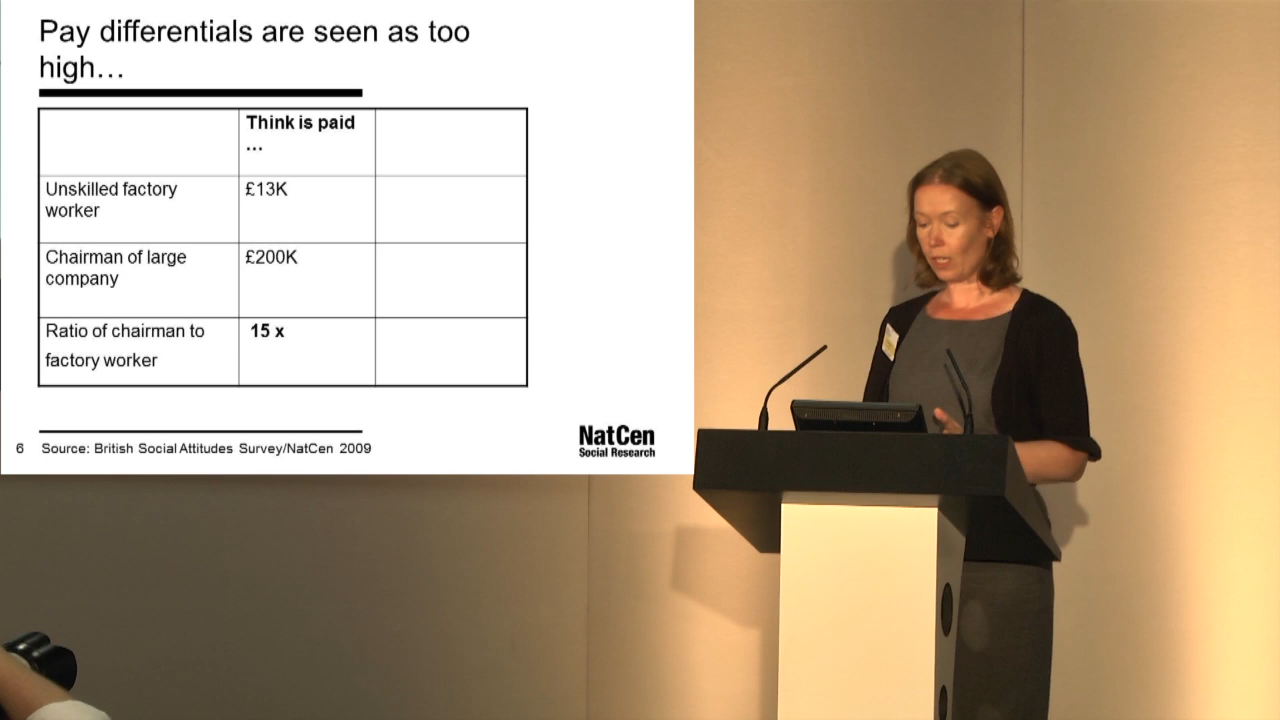 Pay differentials are seen as too
high…
Think is paid
…
Unskilled factory
worker
£13K
Chairman of large
company
£200K
Ratio of chairman to
factory worker
15 x
6 Source: British Social Attitudes Survey/NatCen 2009
NatCen
Social Research